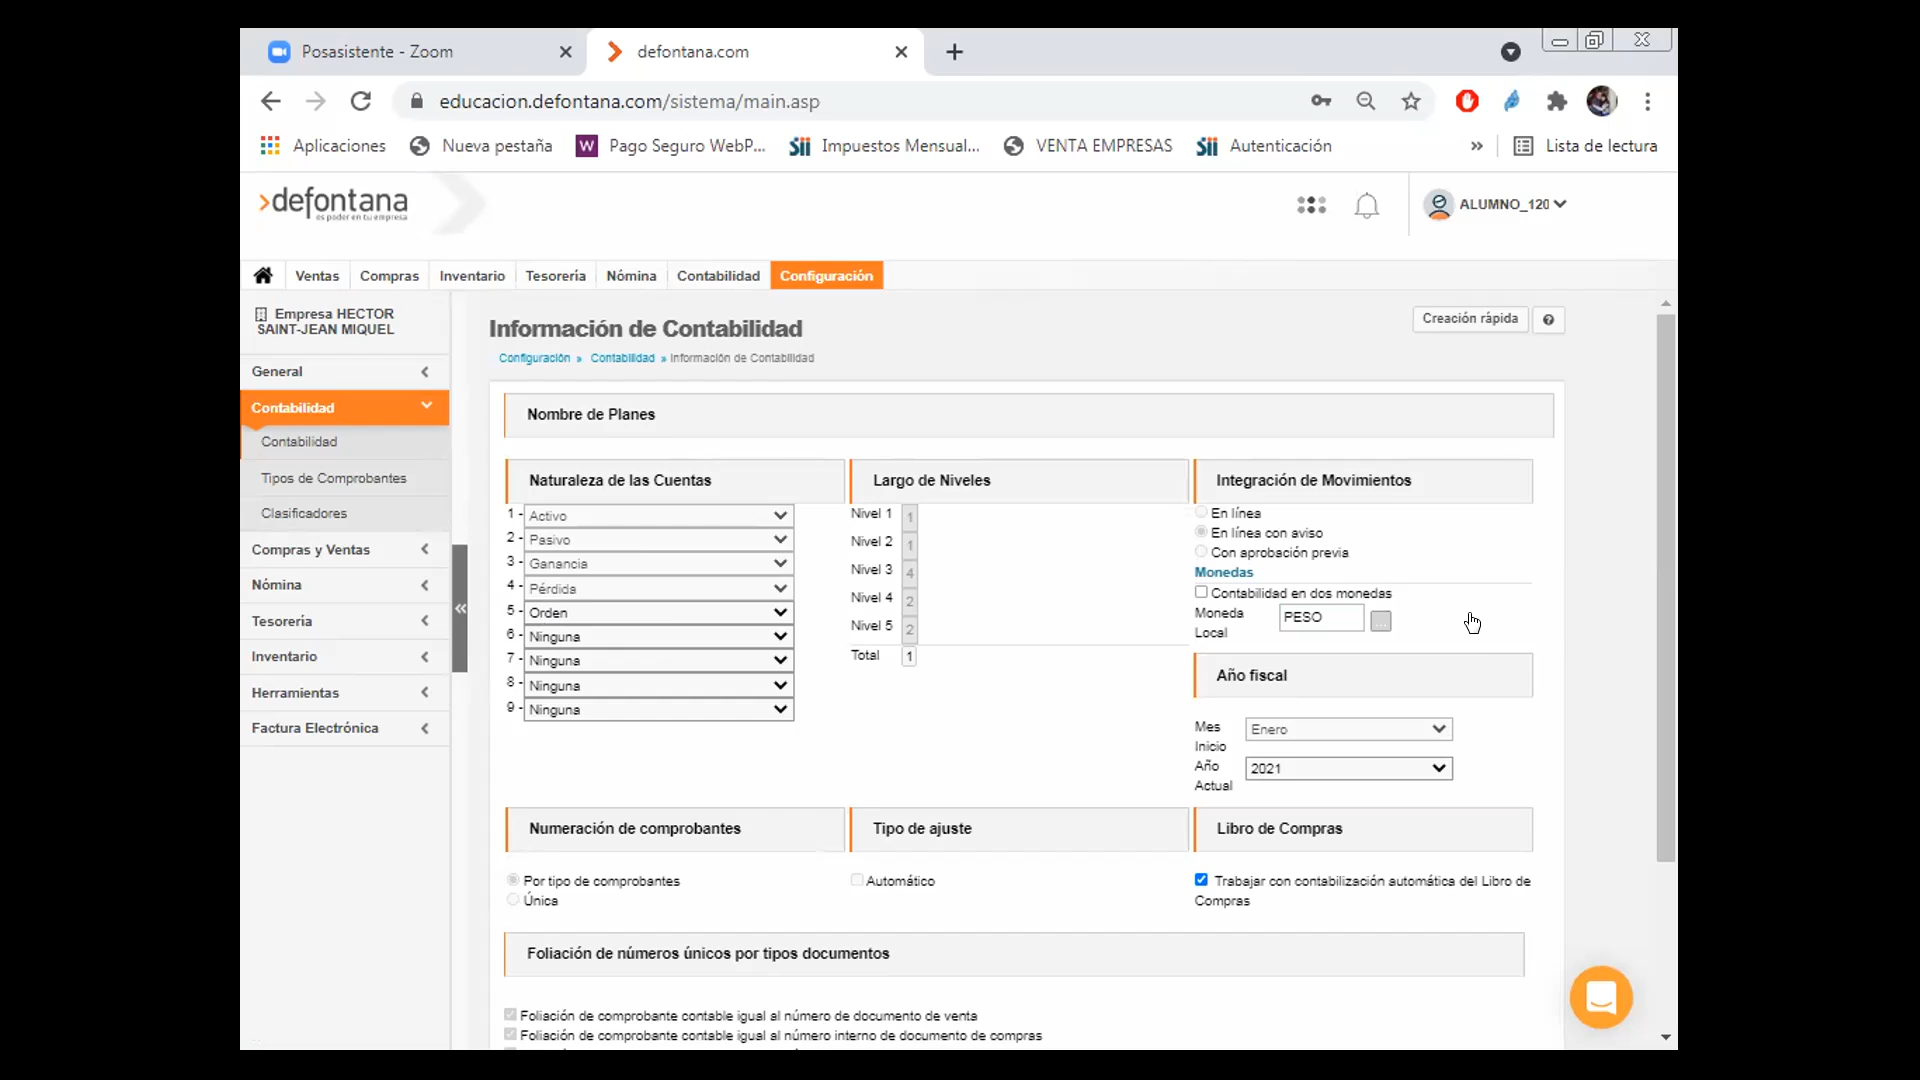 Posasistente - Zoom
defontana.com
educacion.defontana.com/sistema/main.asp
Aplicaciones
Nueva pestaña
W Pago Seguro WebP...
Sii Impuestos Mensual...
VENTA EMPRESAS
Sii Autenticación
»
Lista de lectura
defontana
es poder en tu empresa
ALUMNO_120
Ventas
Compras
Inventario
Tesorería
Nómina
Contabilidad
Configuración
Empresa HECTOR
SAINT-JEAN MIQUEL
General
Contabilidad
Contabilidad
Tipos de Comprobantes
Clasificadores
Compras y Ventas
Nómina
Tesorería
Inventario
Herramientas
Factura Electrónica
«
Información de Contabilidad
Creación rápida
?
Configuración » Contabilidad » Información de Contabilidad
Nombre de Planes
Naturaleza de las Cuentas
1 - Activo
2 - Pasivo
3 - Ganancia
4 - Pérdida
5 - Orden
6 - Ninguna
7 - Ninguna
8 - Ninguna
9 - Ninguna
Largo de Niveles
Nivel 1 1
Nivel 2 1
Nivel 3 4
Nivel 4 2
Nivel 5 2
Total 1
Integración de Movimientos
En línea
En línea con aviso
Con aprobación previa
Monedas
Contabilidad en dos monedas
Moneda
Local
PESO
...
Año fiscal
Mes
Inicio
Enero
Año
Actual
2021
Numeración de comprobantes
Por tipo de comprobantes
Única
Tipo de ajuste
Automático
Libro de Compras
Trabajar con contabilización automática del Libro de
Compras
Foliación de números únicos por tipos documentos
Foliación de comprobante contable igual al número de documento de venta
Foliación de comprobante contable igual al número interno de documento de compras